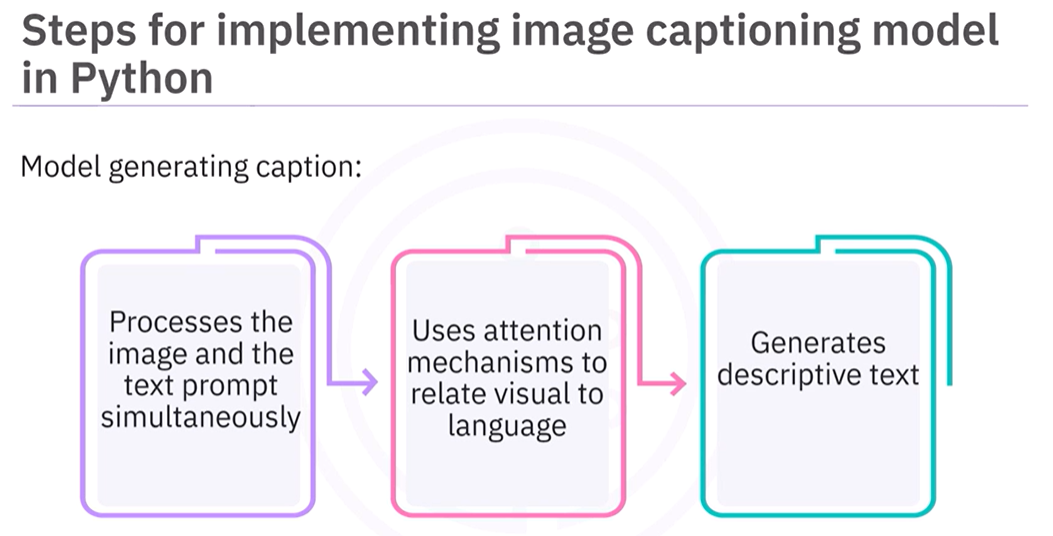 Steps for implementing image captioning model
in Python
Model generating caption:
Processes the
image and the
text prompt
simultaneously
Uses attention
mechanisms to
relate visual to
language
Generates
descriptive text